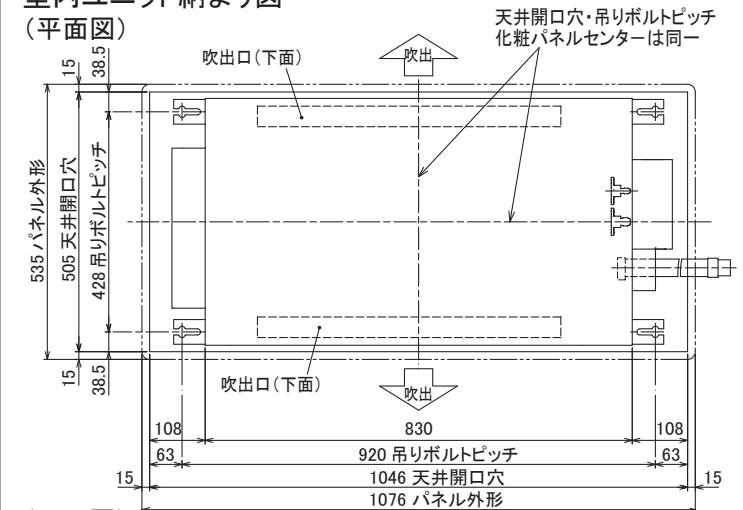 室内ユニット納まり図
(平面図)
天井開口穴・吊りボルトピッチ
化粧パネルセンターは同一
吹出口(下面)
吹出
15
38.5
535 パネル外形
505 天井開口穴
428 吊りボルトピッチ
15
38.5
吹出口(下面)
吹出
108
830
108
63
920 吊りボルトピッチ
63
15
1046 天井開口穴
15
1076 パネル外形